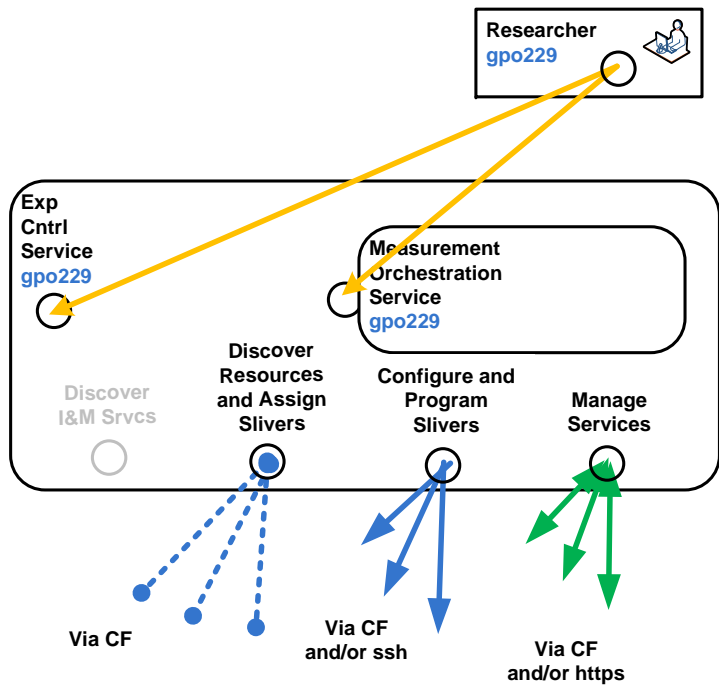 Researcher
gpo229
Exp
Cntrl
Service
gpo229
Measurement
Orchestration
Service
gpo229
Discover
I&M Srvcs
Discover
Resources
and Assign
Slivers
Configure and
Program
Slivers
Manage
Services
Via CF
Via CF
and/or ssh
Via CF
and/or https